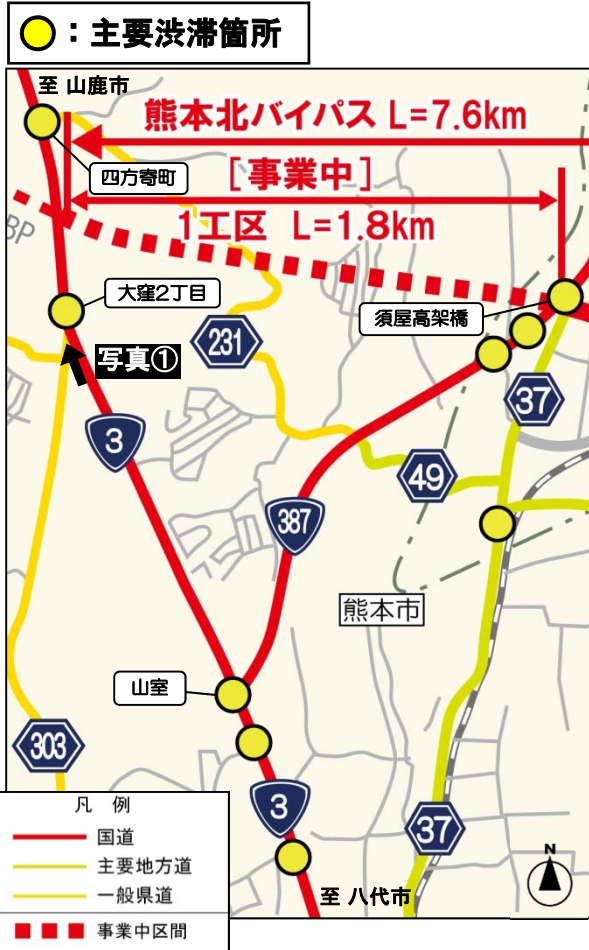 ：主要渋滞箇所
至 山鹿市
熊本北バイパス L=7.6km
四方寄町
［事業中］
BP
1工区 L=1.8km
大窪2丁目
須屋高架橋
写真①
231
37
3
49
387
熊本市
山室
303
3
37
凡 例
国道
主要地方道
一般県道
事業中区間
至 八代市
N